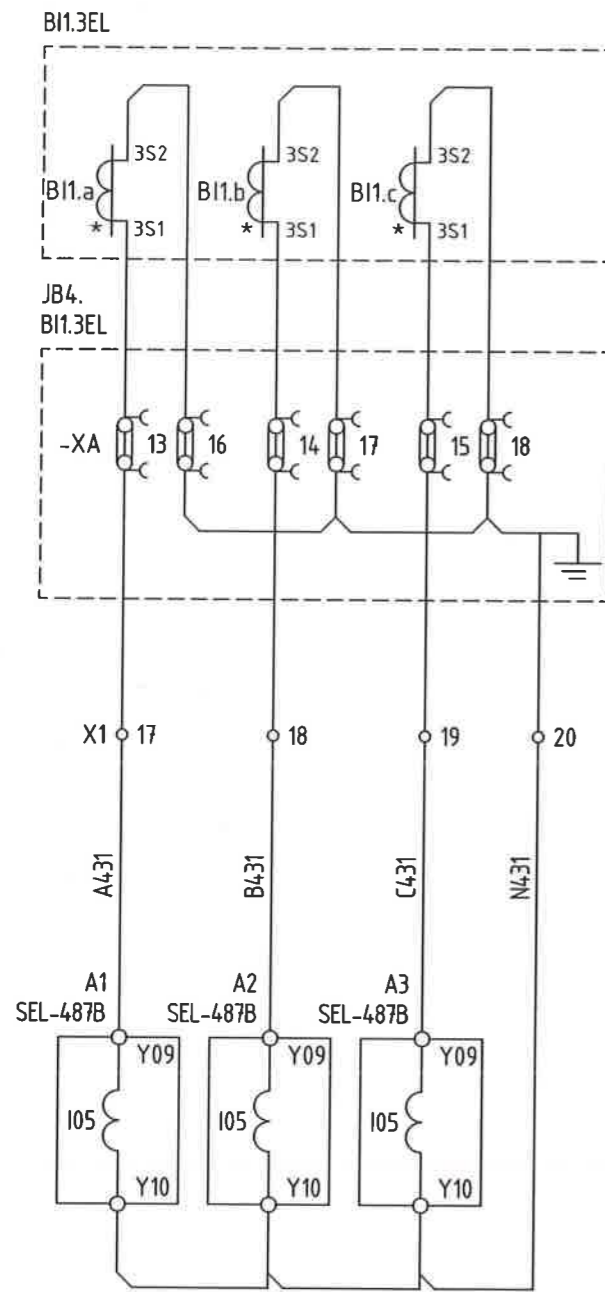 BI1.3EL
3S2 3S2 3S2
BI1.a BI1.b BI1.c
* 3S1 * 3S1 * 3S1
JB4.
BI1.3EL
-XA 13 16 14 17 15 18
X1 17 18 19 20
A431 B431 C431 N431
A1 A2 A3
SEL-487B SEL-487B SEL-487B
Y09 Y09 Y09
I05 I05 I05
Y10 Y10 Y10